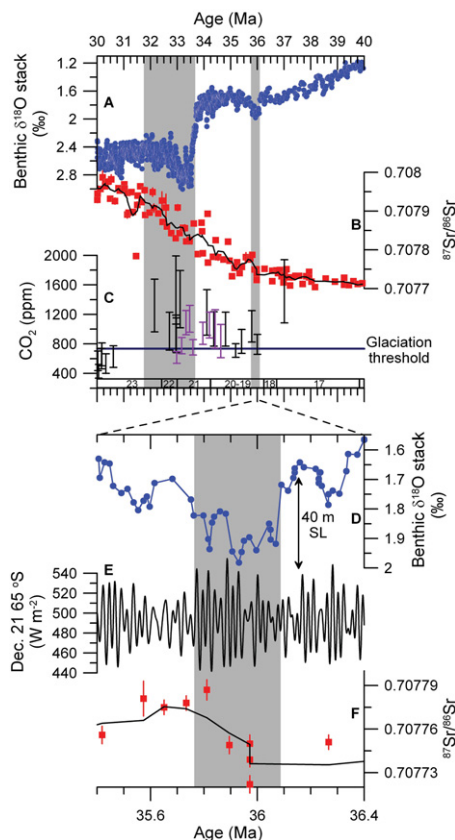 Age (Ma)
30 31 32 33 34 35 36 37 38 39 40
1.2
1.6
2.0
2.4
2.8
Benthic δ18O stack
(‰)
A
0.708
0.7079
0.7078
0.7077
87Sr/86Sr
B
2000
1600
1200
800
400
CO2 (ppm)
C
Glaciation
threshold
23 22 21 20-19 18 17
1.5
1.6
1.7
1.8
1.9
2
Benthic δ18O stack
(‰)
D
40 m
SL
E
540
520
500
480
460
440
Dec. 21 65 oS
(W m-2)
0.70779
0.70776
0.70773
87Sr/86Sr
F
35.6 36 36.4
Age (Ma)